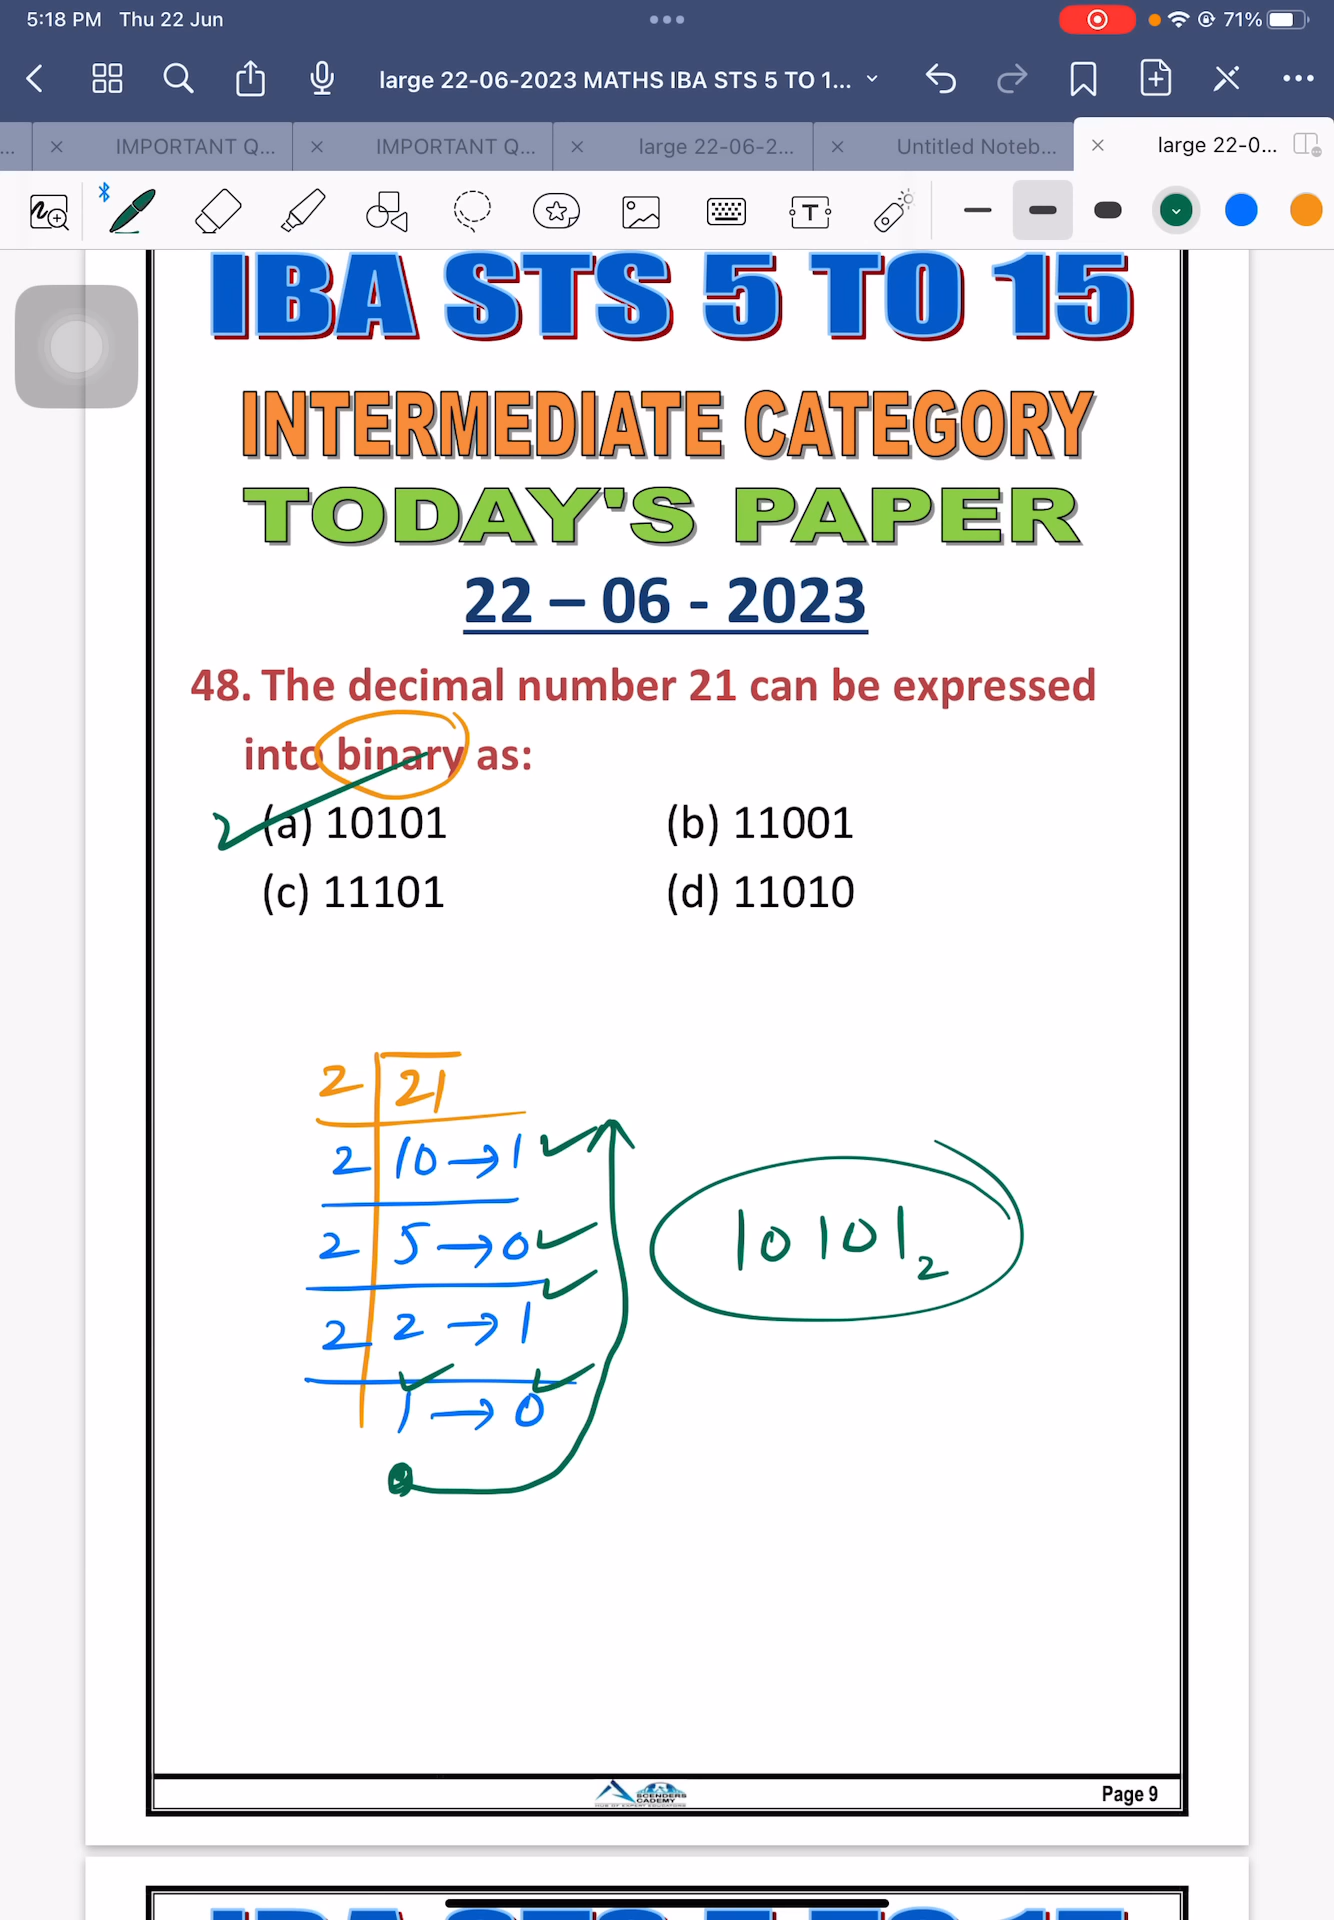 5:18 PM Thu 22 Jun
71%
large 22-06-2023 MATHS IBA STS 5 TO 1...
...
IMPORTANT Q...
IMPORTANT Q...
large 22-06-2...
Untitled Noteb...
large 22-0...
T
IBA STS 5 TO 15
INTERMEDIATE CATEGORY
TODAY'S PAPER
22 – 06 - 2023
48. The decimal number 21 can be expressed
into binary as:
(a) 10101 (b) 11001
(c) 11101 (d) 11010
2 21
2 10 → 1
2 5 → 0
2 2 → 1
1 → 0
10101₂
SCENDERS
CADEMY
Page 9